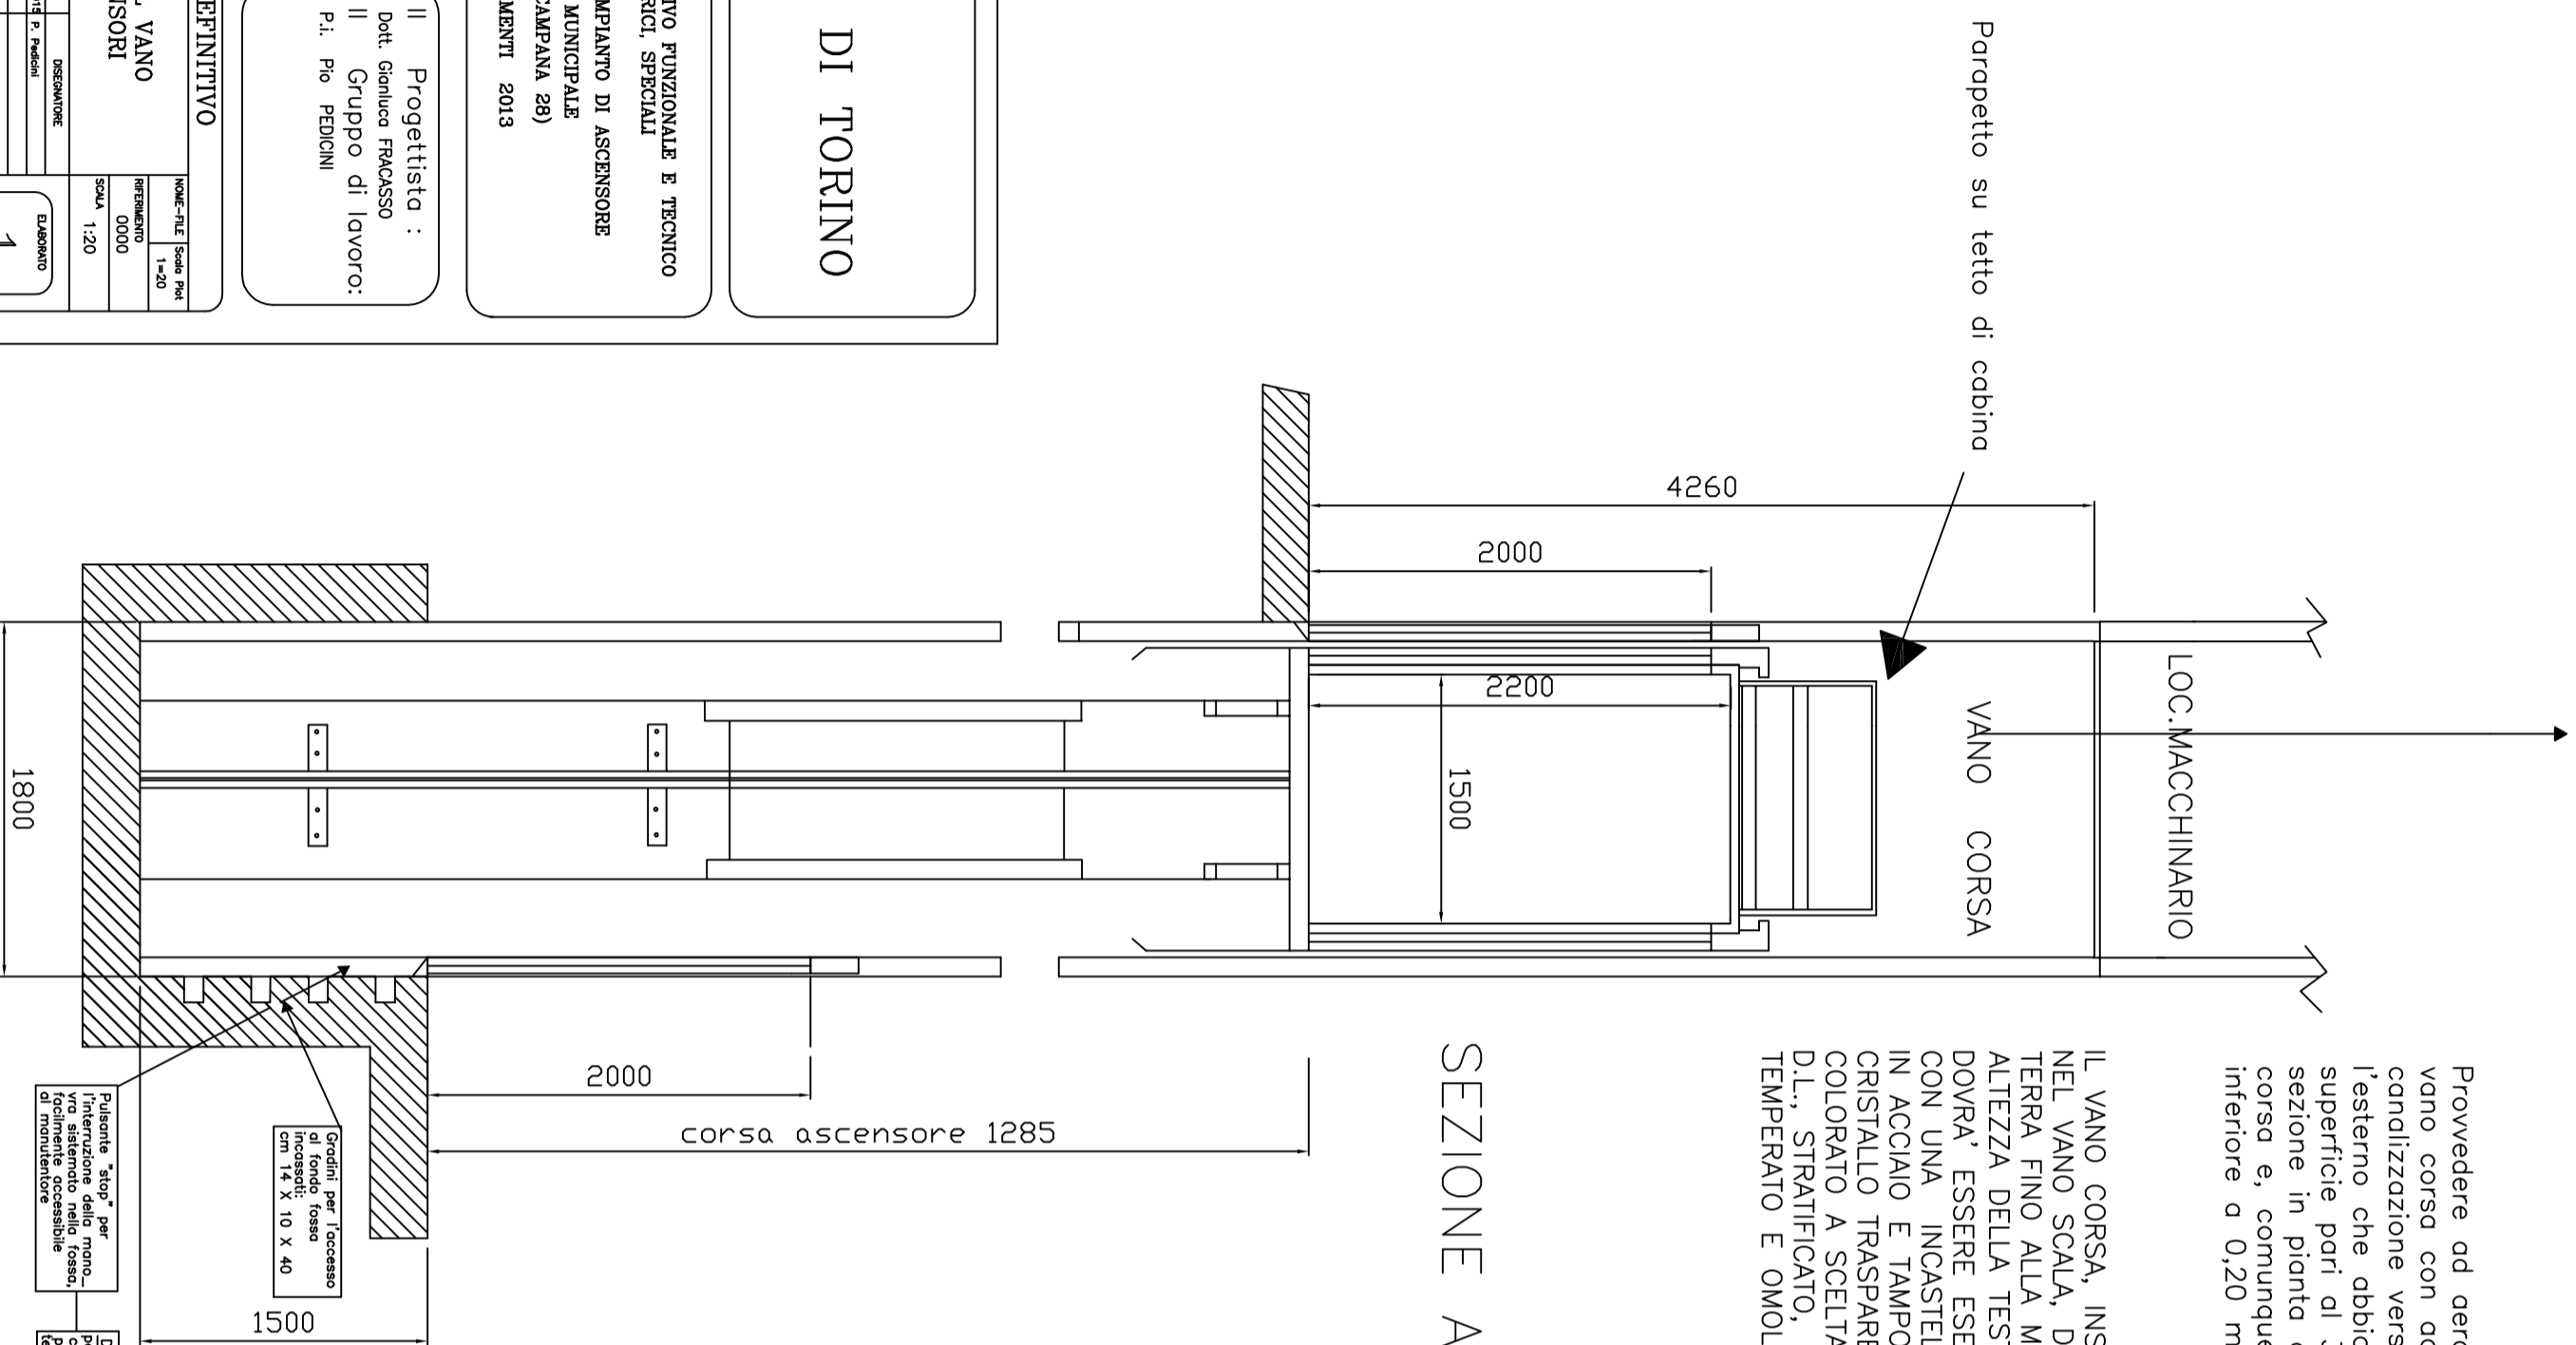 Parapetto su tetto di cabina
DI TORINO
IVO FUNZIONALE E TECNICO
RICI, SPECIALI
MPIANTO DI ASCENSORE
MUNICIPALE
CAMPANA 28)
MENTI 2013
Il Progettista :
Dott. Gianluca FRACASSO
Il Gruppo di lavoro:
P.i. Pio PEDICINI
EFINITIVO
VANO
NSORI
NOME-FILE
Scala Plot
1=20
RIFERIMENTO
0000
SCALA
1:20
DISEGNATORE
P. Pedicini
ELABORATO
1
4260
2000
2200
1500
LOC.MACCHINARIO
VANO CORSA
1800
2000
corsa ascensore 1285
1500
Provvedere ad aer
vano corsa con a
canalizzazione vers
l'esterno che abbi
superficie pari al
sezione in pianta
corsa e, comunque
inferiore a 0,20 m
IL VANO CORSA, INS
NEL VANO SCALA, D
TERRA FINO ALLA M
ALTEZZA DELLA TES
DOVRA' ESSERE ESE
CON UNA INCASTEL
IN ACCIAIO E TAMPO
CRISTALLO TRASPARE
COLORATO A SCELTA
D.L., STRATIFICATO,
TEMPERATO E OMOL
SEZIONE A
Gradini per l'accesso
al fondo fossa
incassati:
cm 14 X 10 X 40
Pulsante "stop" per
l'interruzione della mano_
vra sistemato nella fossa,
facilmente accessibile
al manutentore